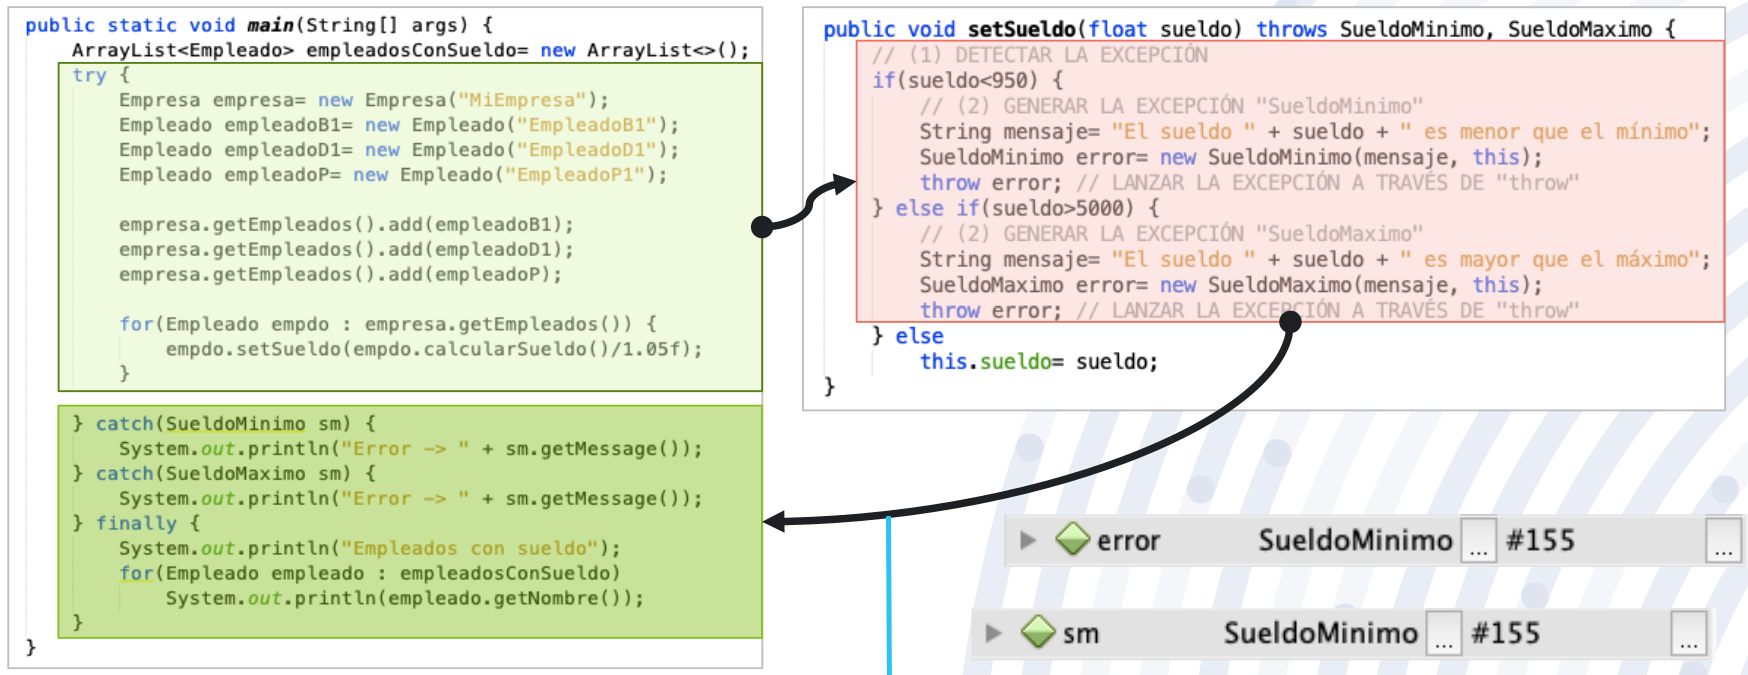 public static void main(String[] args) {
ArrayList<Empleado> empleadosConSueldo= new ArrayList<>();
try {
Empresa empresa= new Empresa("MiEmpresa");
Empleado empleadoB1= new Empleado("EmpleadoB1");
Empleado empleadoD1= new Empleado("EmpleadoD1");
Empleado empleadoP= new Empleado("EmpleadoP1");
empresa.getEmpleados().add(empleadoB1);
empresa.getEmpleados().add(empleadoD1);
empresa.getEmpleados().add(empleadoP);
for(Empleado empdo : empresa.getEmpleados()) {
empdo.setSueldo(empdo.calcularSueldo()/1.05f);
}
} catch(SueldoMinimo sm) {
System.out.println("Error -> " + sm.getMessage());
} catch(SueldoMaximo sm) {
System.out.println("Error -> " + sm.getMessage());
} finally {
System.out.println("Empleados con sueldo");
for(Empleado empleado : empleadosConSueldo)
System.out.println(empleado.getNombre());
}
}
public void setSueldo(float sueldo) throws SueldoMinimo, SueldoMaximo {
// (1) DETECTAR LA EXCEPCIÓN
if(sueldo<950) {
// (2) GENERAR LA EXCEPCIÓN "SueldoMinimo"
String mensaje= "El sueldo " + sueldo + " es menor que el mínimo";
SueldoMinimo error= new SueldoMinimo(mensaje, this);
throw error; // LANZAR LA EXCEPCIÓN A TRAVÉS DE "throw"
} else if(sueldo>5000) {
// (2) GENERAR LA EXCEPCIÓN "SueldoMaximo"
String mensaje= "El sueldo " + sueldo + " es mayor que el máximo";
SueldoMaximo error= new SueldoMaximo(mensaje, this);
throw error; // LANZAR LA EXCEPCIÓN A TRAVÉS DE "throw"
} else
this.sueldo= sueldo;
}
error SueldoMinimo ... #155 ...
sm SueldoMinimo ... #155 ...